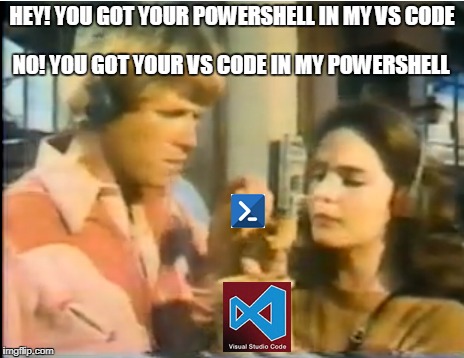 HEY! YOU GOT YOUR POWERSHELL IN MY VS CODE
NO! YOU GOT YOUR VS CODE IN MY POWERSHELL
Visual Studio Code
imgflip.com